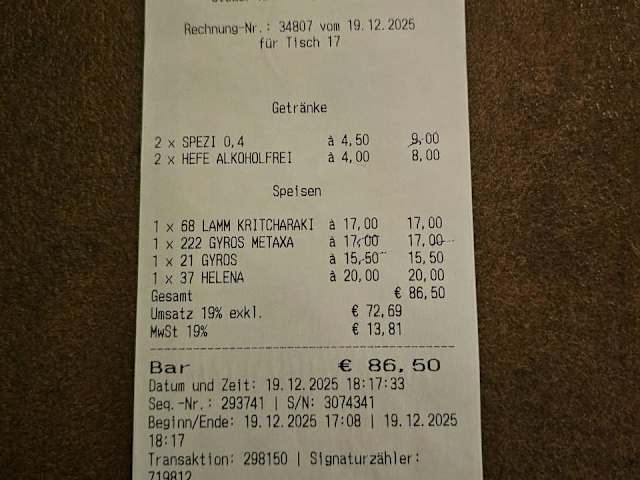 Rechnung-Nr.: 34807 vom 19.12.2025
für Tisch 17
Getränke
2 x SPEZI 0,4 à 4,50 9,00
2 x HEFE ALKOHOLFREI à 4,00 8,00
Speisen
1 x 68 LAMM KRITCHARAKI à 17,00 17,00
1 x 222 GYROS METAXA à 17,00 17,00
1 x 21 GYROS à 15,50 15,50
1 x 37 HELENA à 20,00 20,00
Gesamt € 86,50
Umsatz 19% exkl. € 72,69
MwSt 19% € 13,81
Bar € 86,50
Datum und Zeit: 19.12.2025 18:17:33
Seq.-Nr.: 293741 | S/N: 3074341
Beginn/Ende: 19.12.2025 17:08 | 19.12.2025
18:17
Transaktion: 298150 | Signaturzähler:
719812